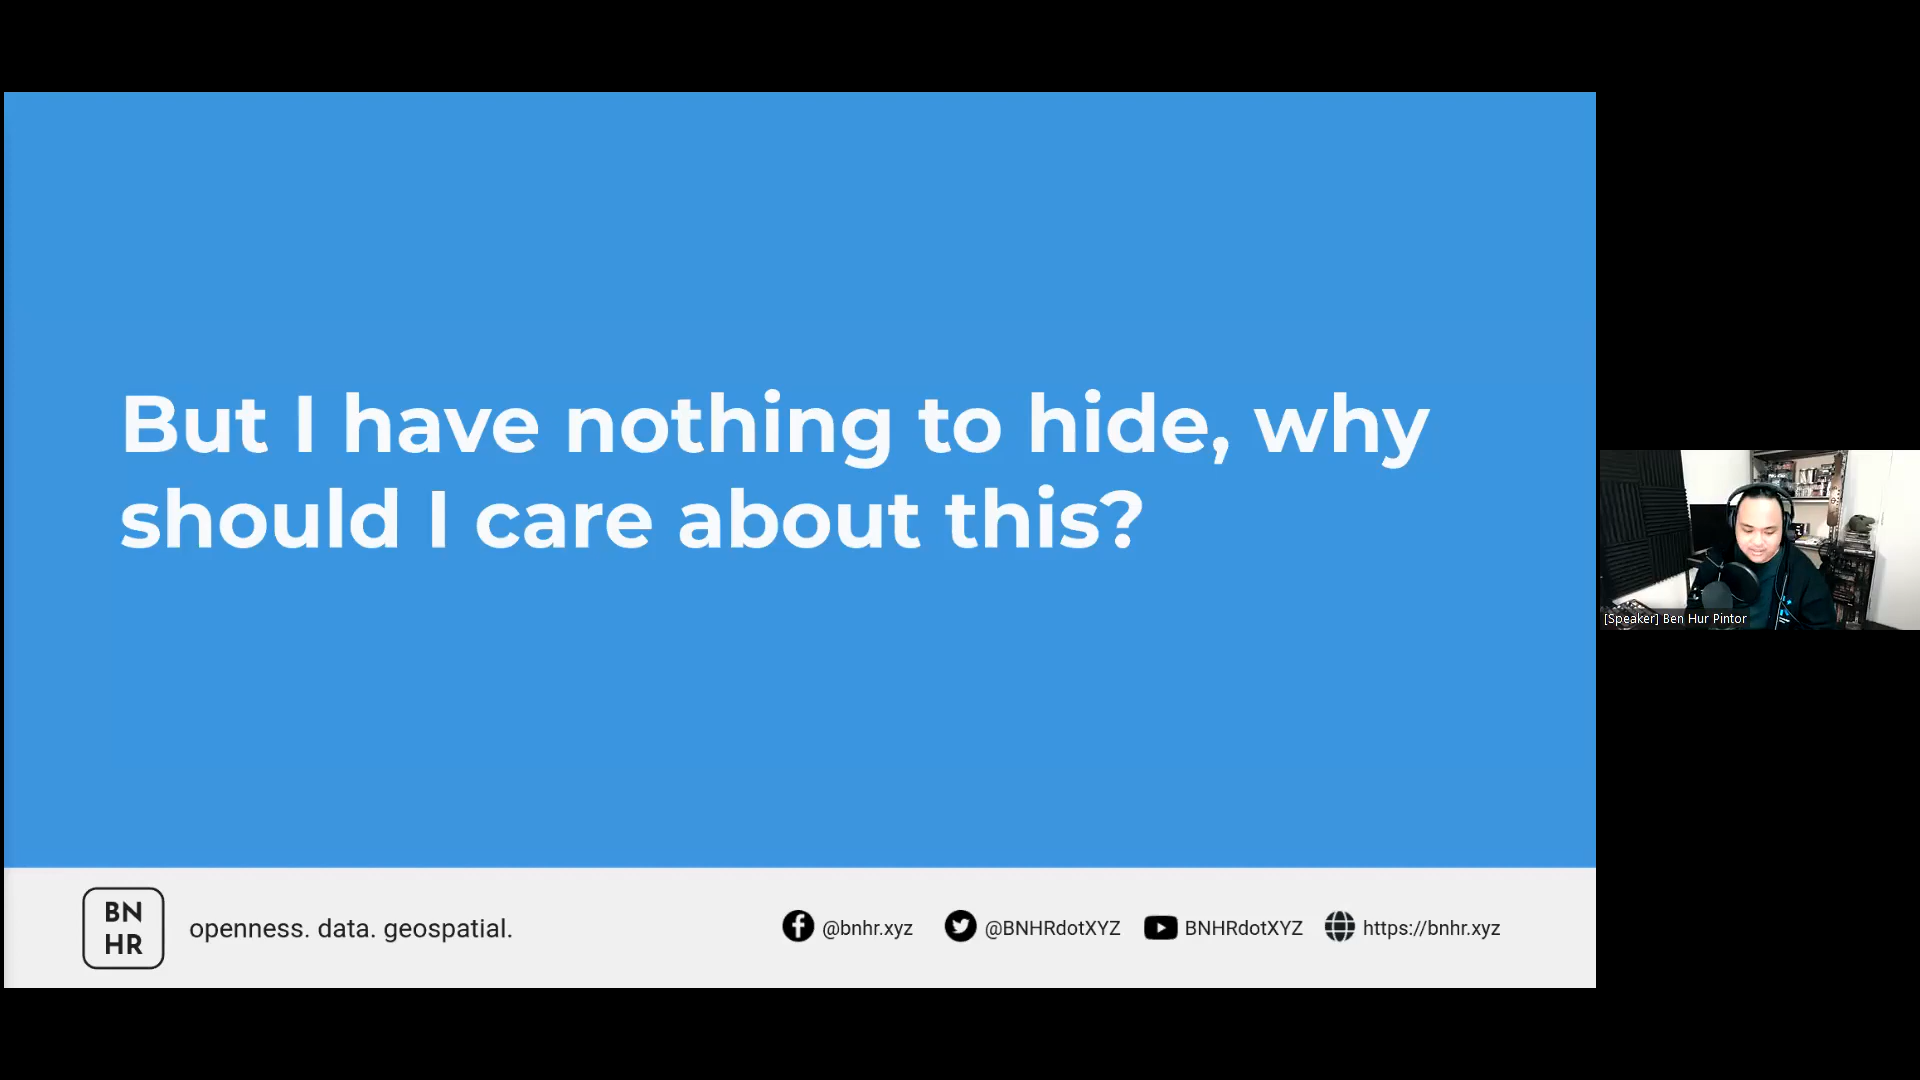 But I have nothing to hide, why
should I care about this?
[Speaker] Ben Hur Pintor
BN
HR
openness. data. geospatial.
@bnhr.xyz
@BNHRdotXYZ
BNHRdotXYZ
https://bnhr.xyz